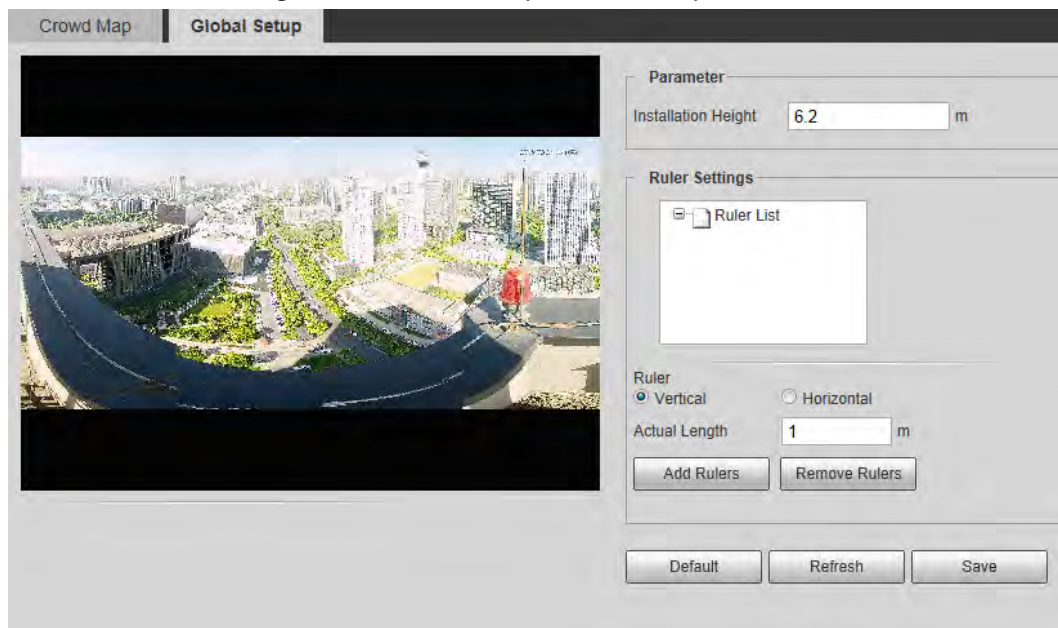 Crowd Map
Global Setup
Parameter
Installation Height 6.2 m
Ruler Settings
Ruler List
Ruler
Vertical Horizontal
Actual Length 1 m
Add Rulers Remove Rulers
Default Refresh Save